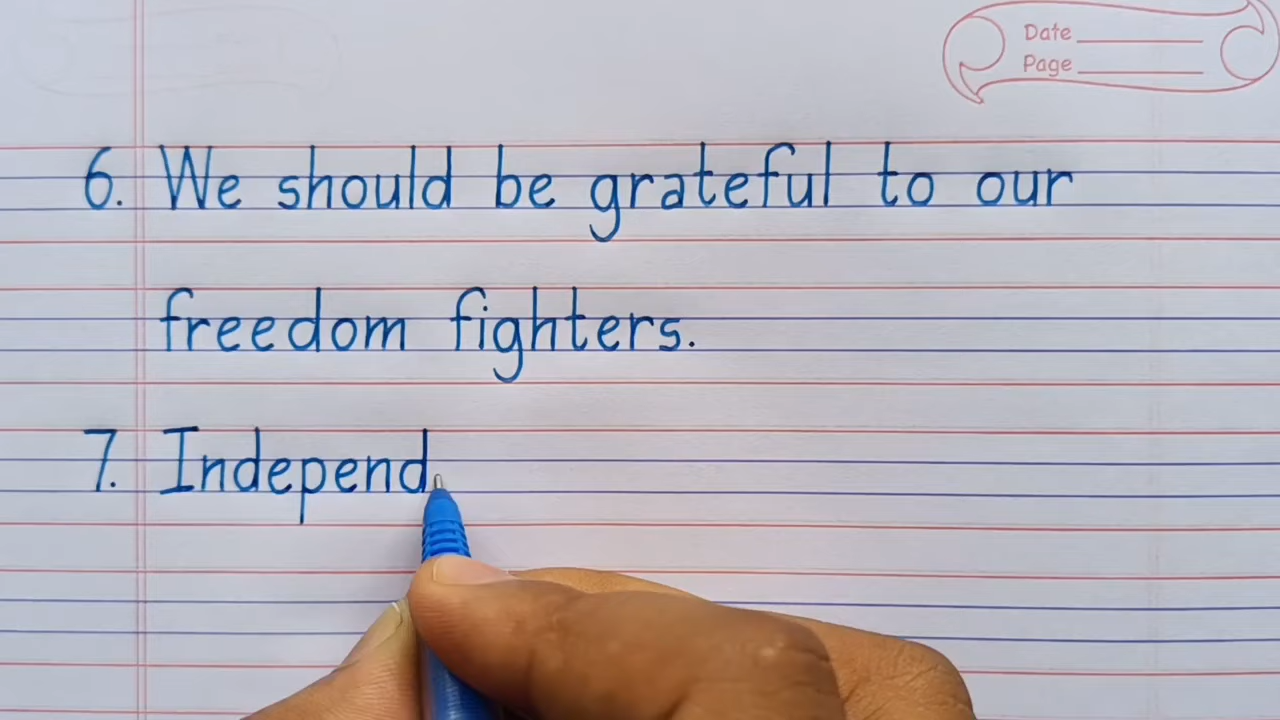 Date
Page
6. We should be grateful to our
freedom fighters.
7. Independ